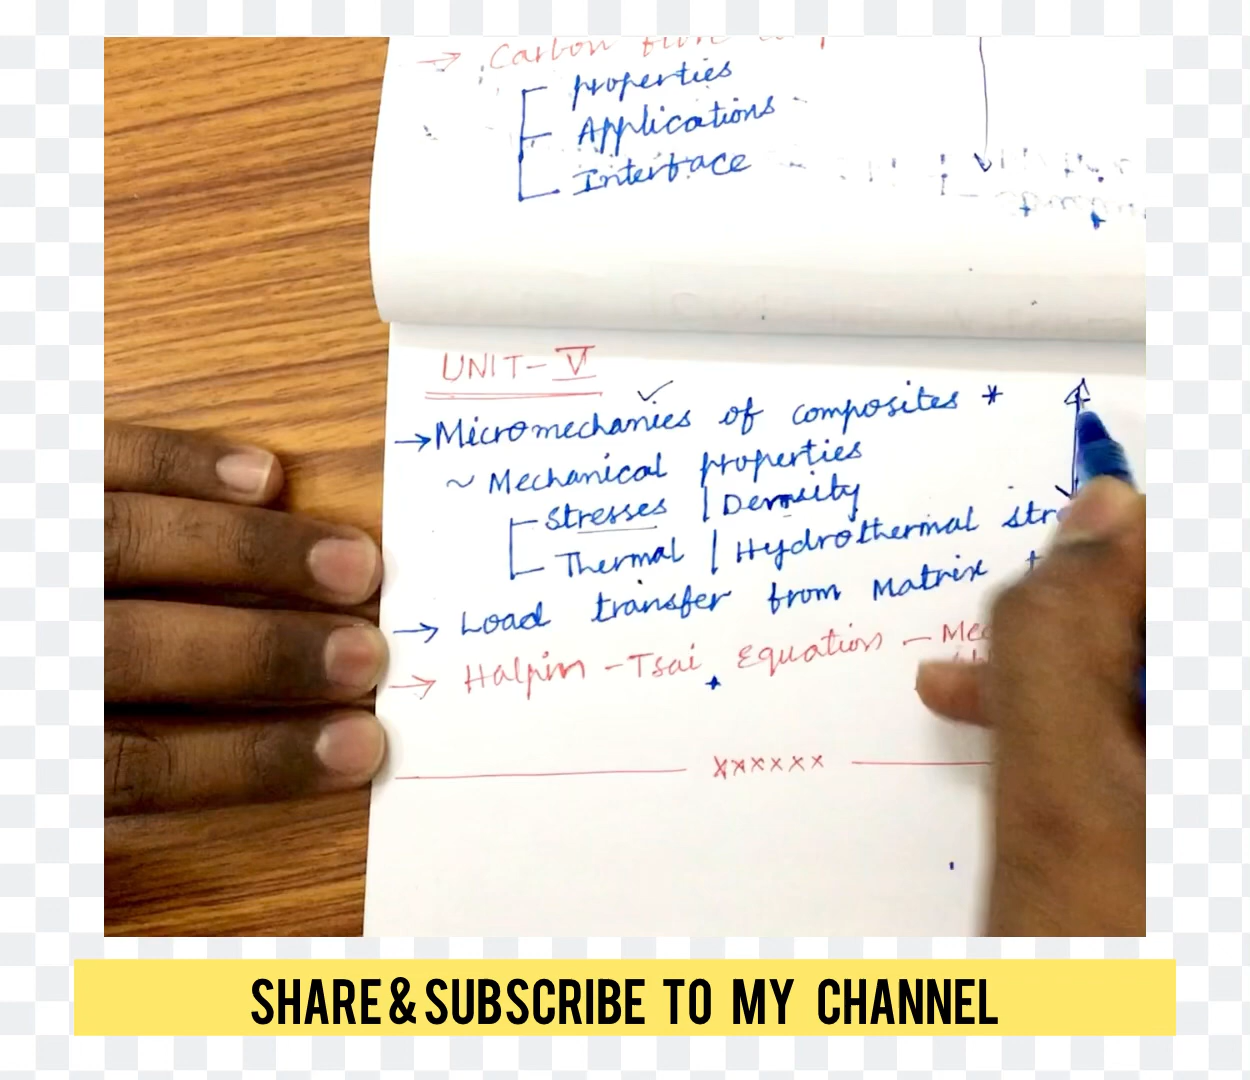 → Carbon
properties
Applications
Interface
UNIT-V
→ Micromechanics of composites *
~ Mechanical properties
Stresses | Density
Thermal | Hydrothermal
→ Load transfer from Matrix
→ Halpin-Tsai Equation -
xxxxxx
SHARE & SUBSCRIBE TO MY CHANNEL